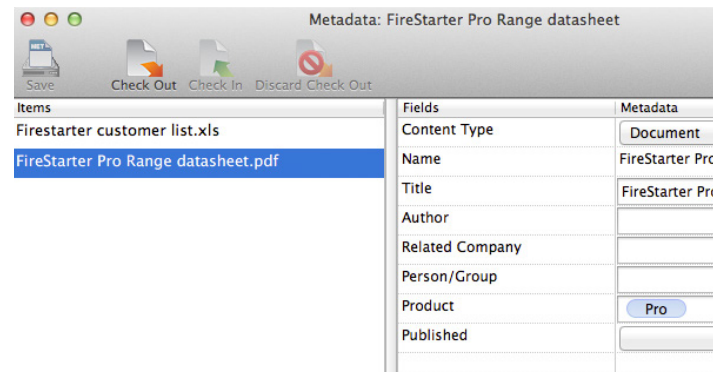 Metadata: FireStarter Pro Range datasheet
Save Check Out Check In Discard Check Out
Items Fields Metadata
Firestarter customer list.xls
FireStarter Pro Range datasheet.pdf
Content Type Document
Name FireStarter Pro
Title FireStarter Pro
Author
Related Company
Person/Group
Product Pro
Published